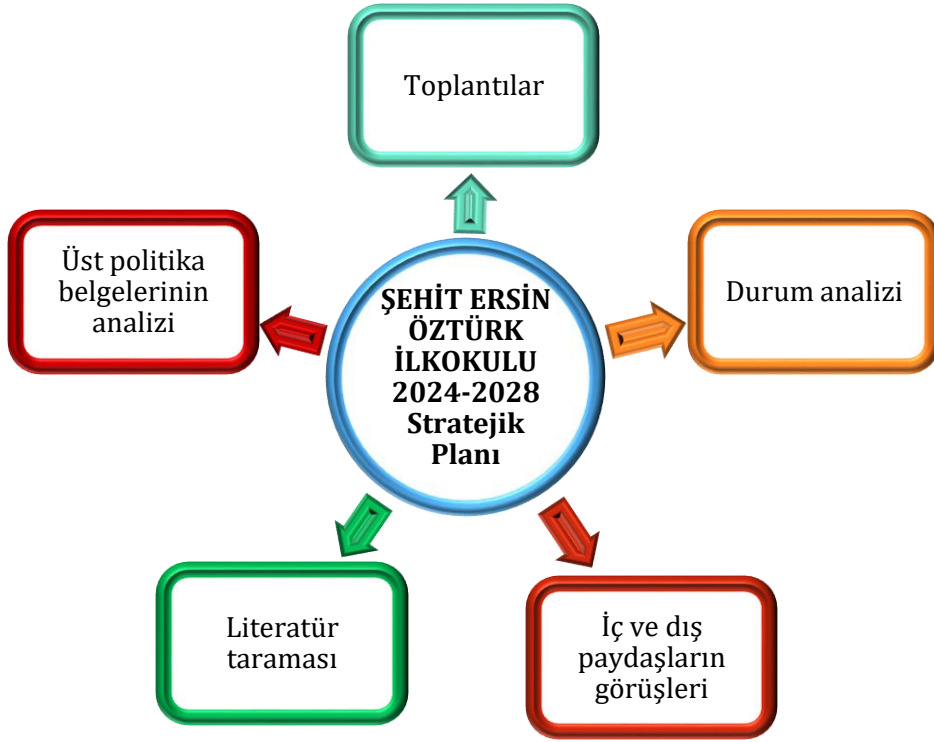 Toplantılar
Üst politika
belgelerinin
analizi
ŞEHİT ERSİN
ÖZTÜRK
İLKOKULU
2024-2028
Stratejik
Planı
Durum analizi
Literatür
taraması
İç ve dış
paydaşların
görüşleri